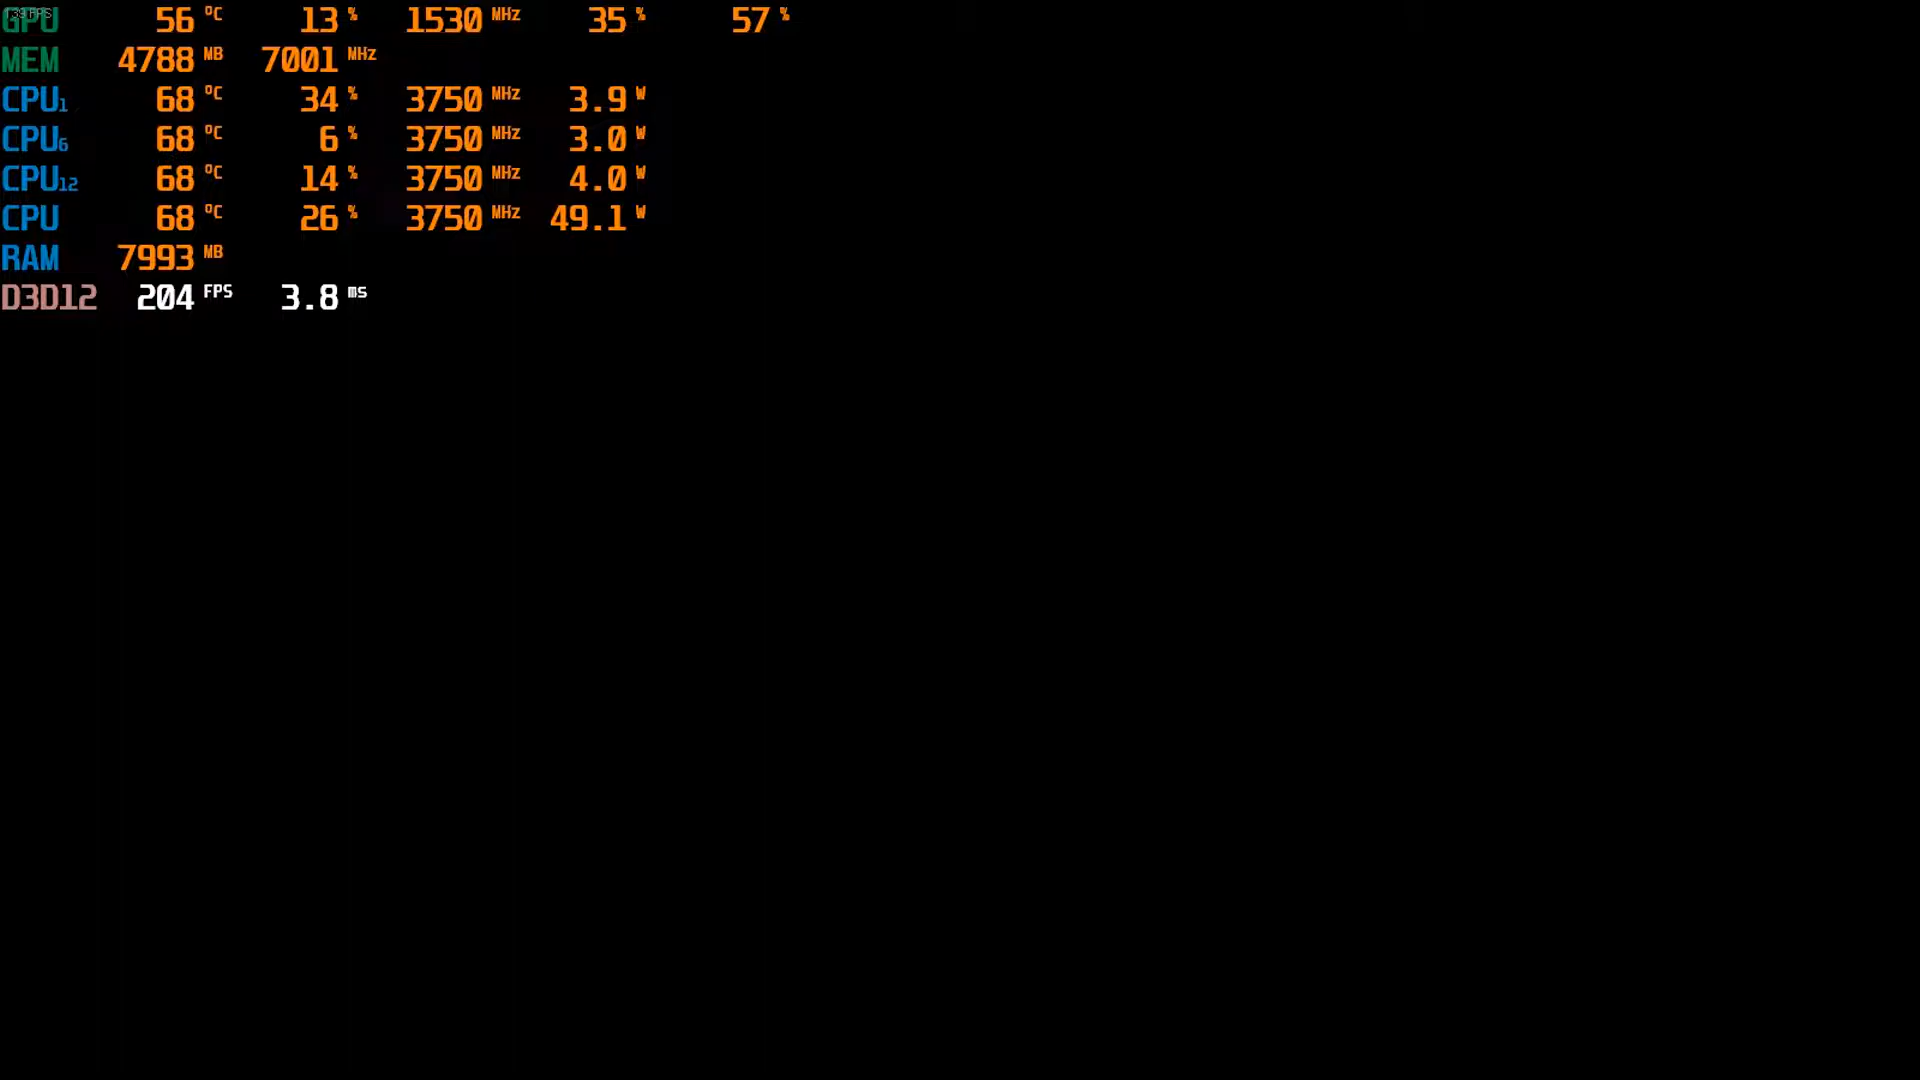 GPU 56 °C 13 % 1530 MHz 35 % 57 %
MEM 4788 MB 7001 MHz
CPU1 68 °C 34 % 3750 MHz 3.9 W
CPU6 68 °C 6 % 3750 MHz 3.0 W
CPU12 68 °C 14 % 3750 MHz 4.0 W
CPU 68 °C 26 % 3750 MHz 49.1 W
RAM 7993 MB
D3D12 204 FPS 3.8 ms